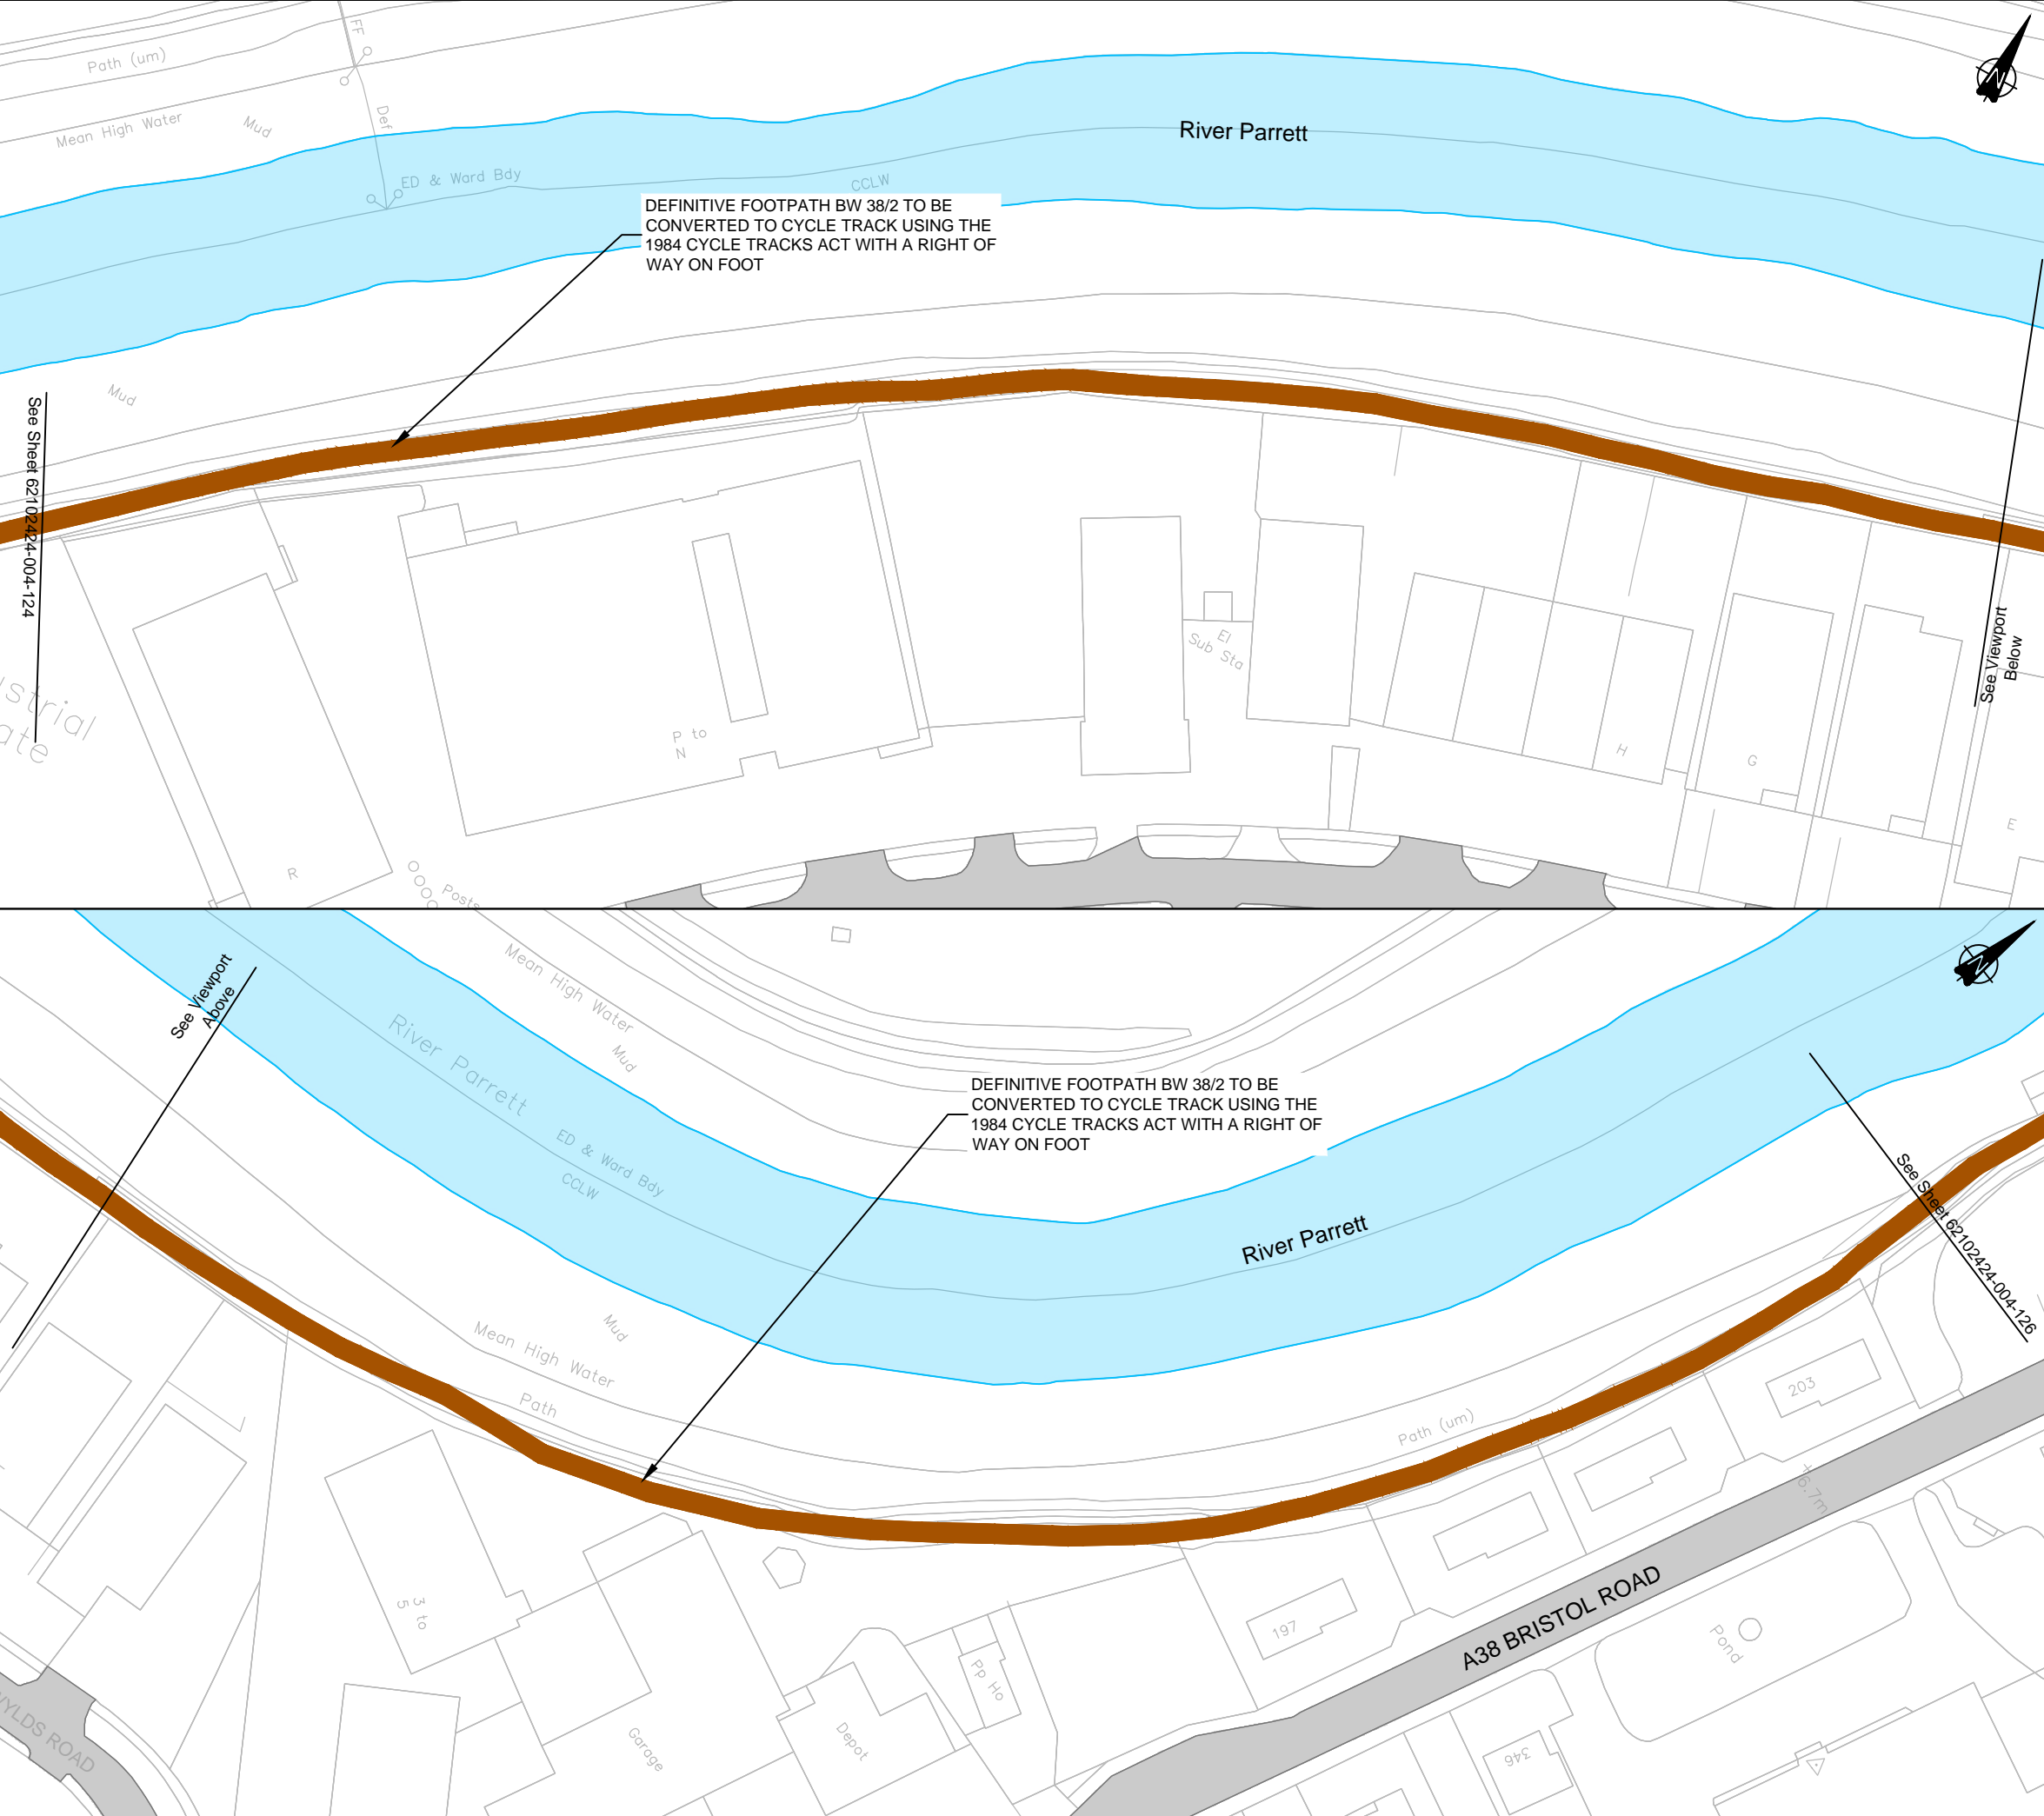 FF
Path (um)
Mean High Water
Mud
Def
ED & Ward Bdy
CCLW
River Parrett
N
DEFINITIVE FOOTPATH BW 38/2 TO BE
CONVERTED TO CYCLE TRACK USING THE
1984 CYCLE TRACKS ACT WITH A RIGHT OF
WAY ON FOOT
Mud
See Sheet 62102424-004-124
El
Sub Sta
See Viewport
Below
P to
N
H
G
E
R
Posts
See Viewport
Above
Mean High Water
Mud
N
River Parrett
ED & Ward Bdy
CCLW
DEFINITIVE FOOTPATH BW 38/2 TO BE
CONVERTED TO CYCLE TRACK USING THE
1984 CYCLE TRACKS ACT WITH A RIGHT OF
WAY ON FOOT
River Parrett
See Sheet 62102424-004-126
Mud
Mean High Water
Path
Path (um)
203
+6.7m
3 to
5
197
A38 BRISTOL ROAD
Pond
Pp Ho
WYLDS ROAD
Garage
Depot
346